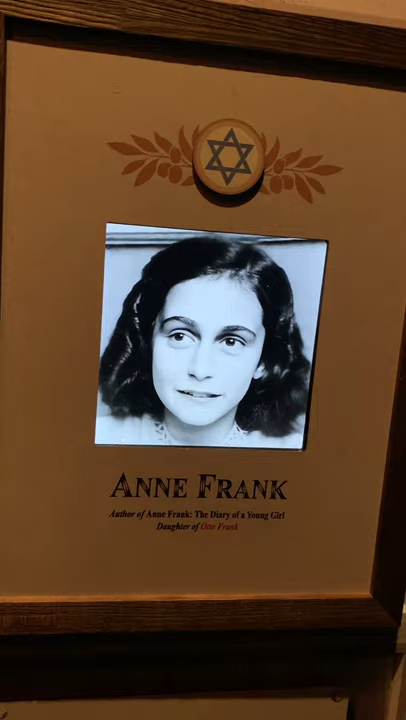 ANNE FRANK
Author of Anne Frank: The Diary of a Young Girl
Daughter of Otto Frank